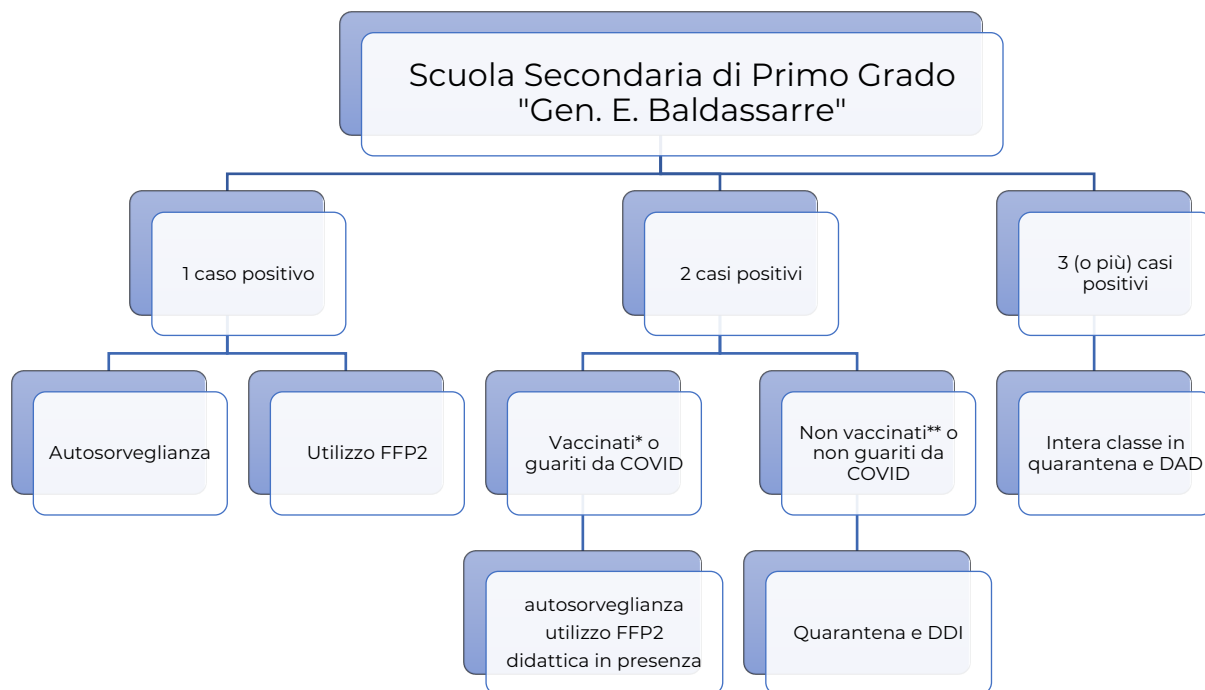 Scuola Secondaria di Primo Grado
"Gen. E. Baldassarre"
1 caso positivo
2 casi positivi
3 (o più) casi
positivi
Autosorveglianza
Utilizzo FFP2
Vaccinati* o
guariti da COVID
Non vaccinati** o
non guariti da
COVID
Intera classe in
quarantena e DAD
autosorveglianza
utilizzo FFP2
didattica in presenza
Quarantena e DDI